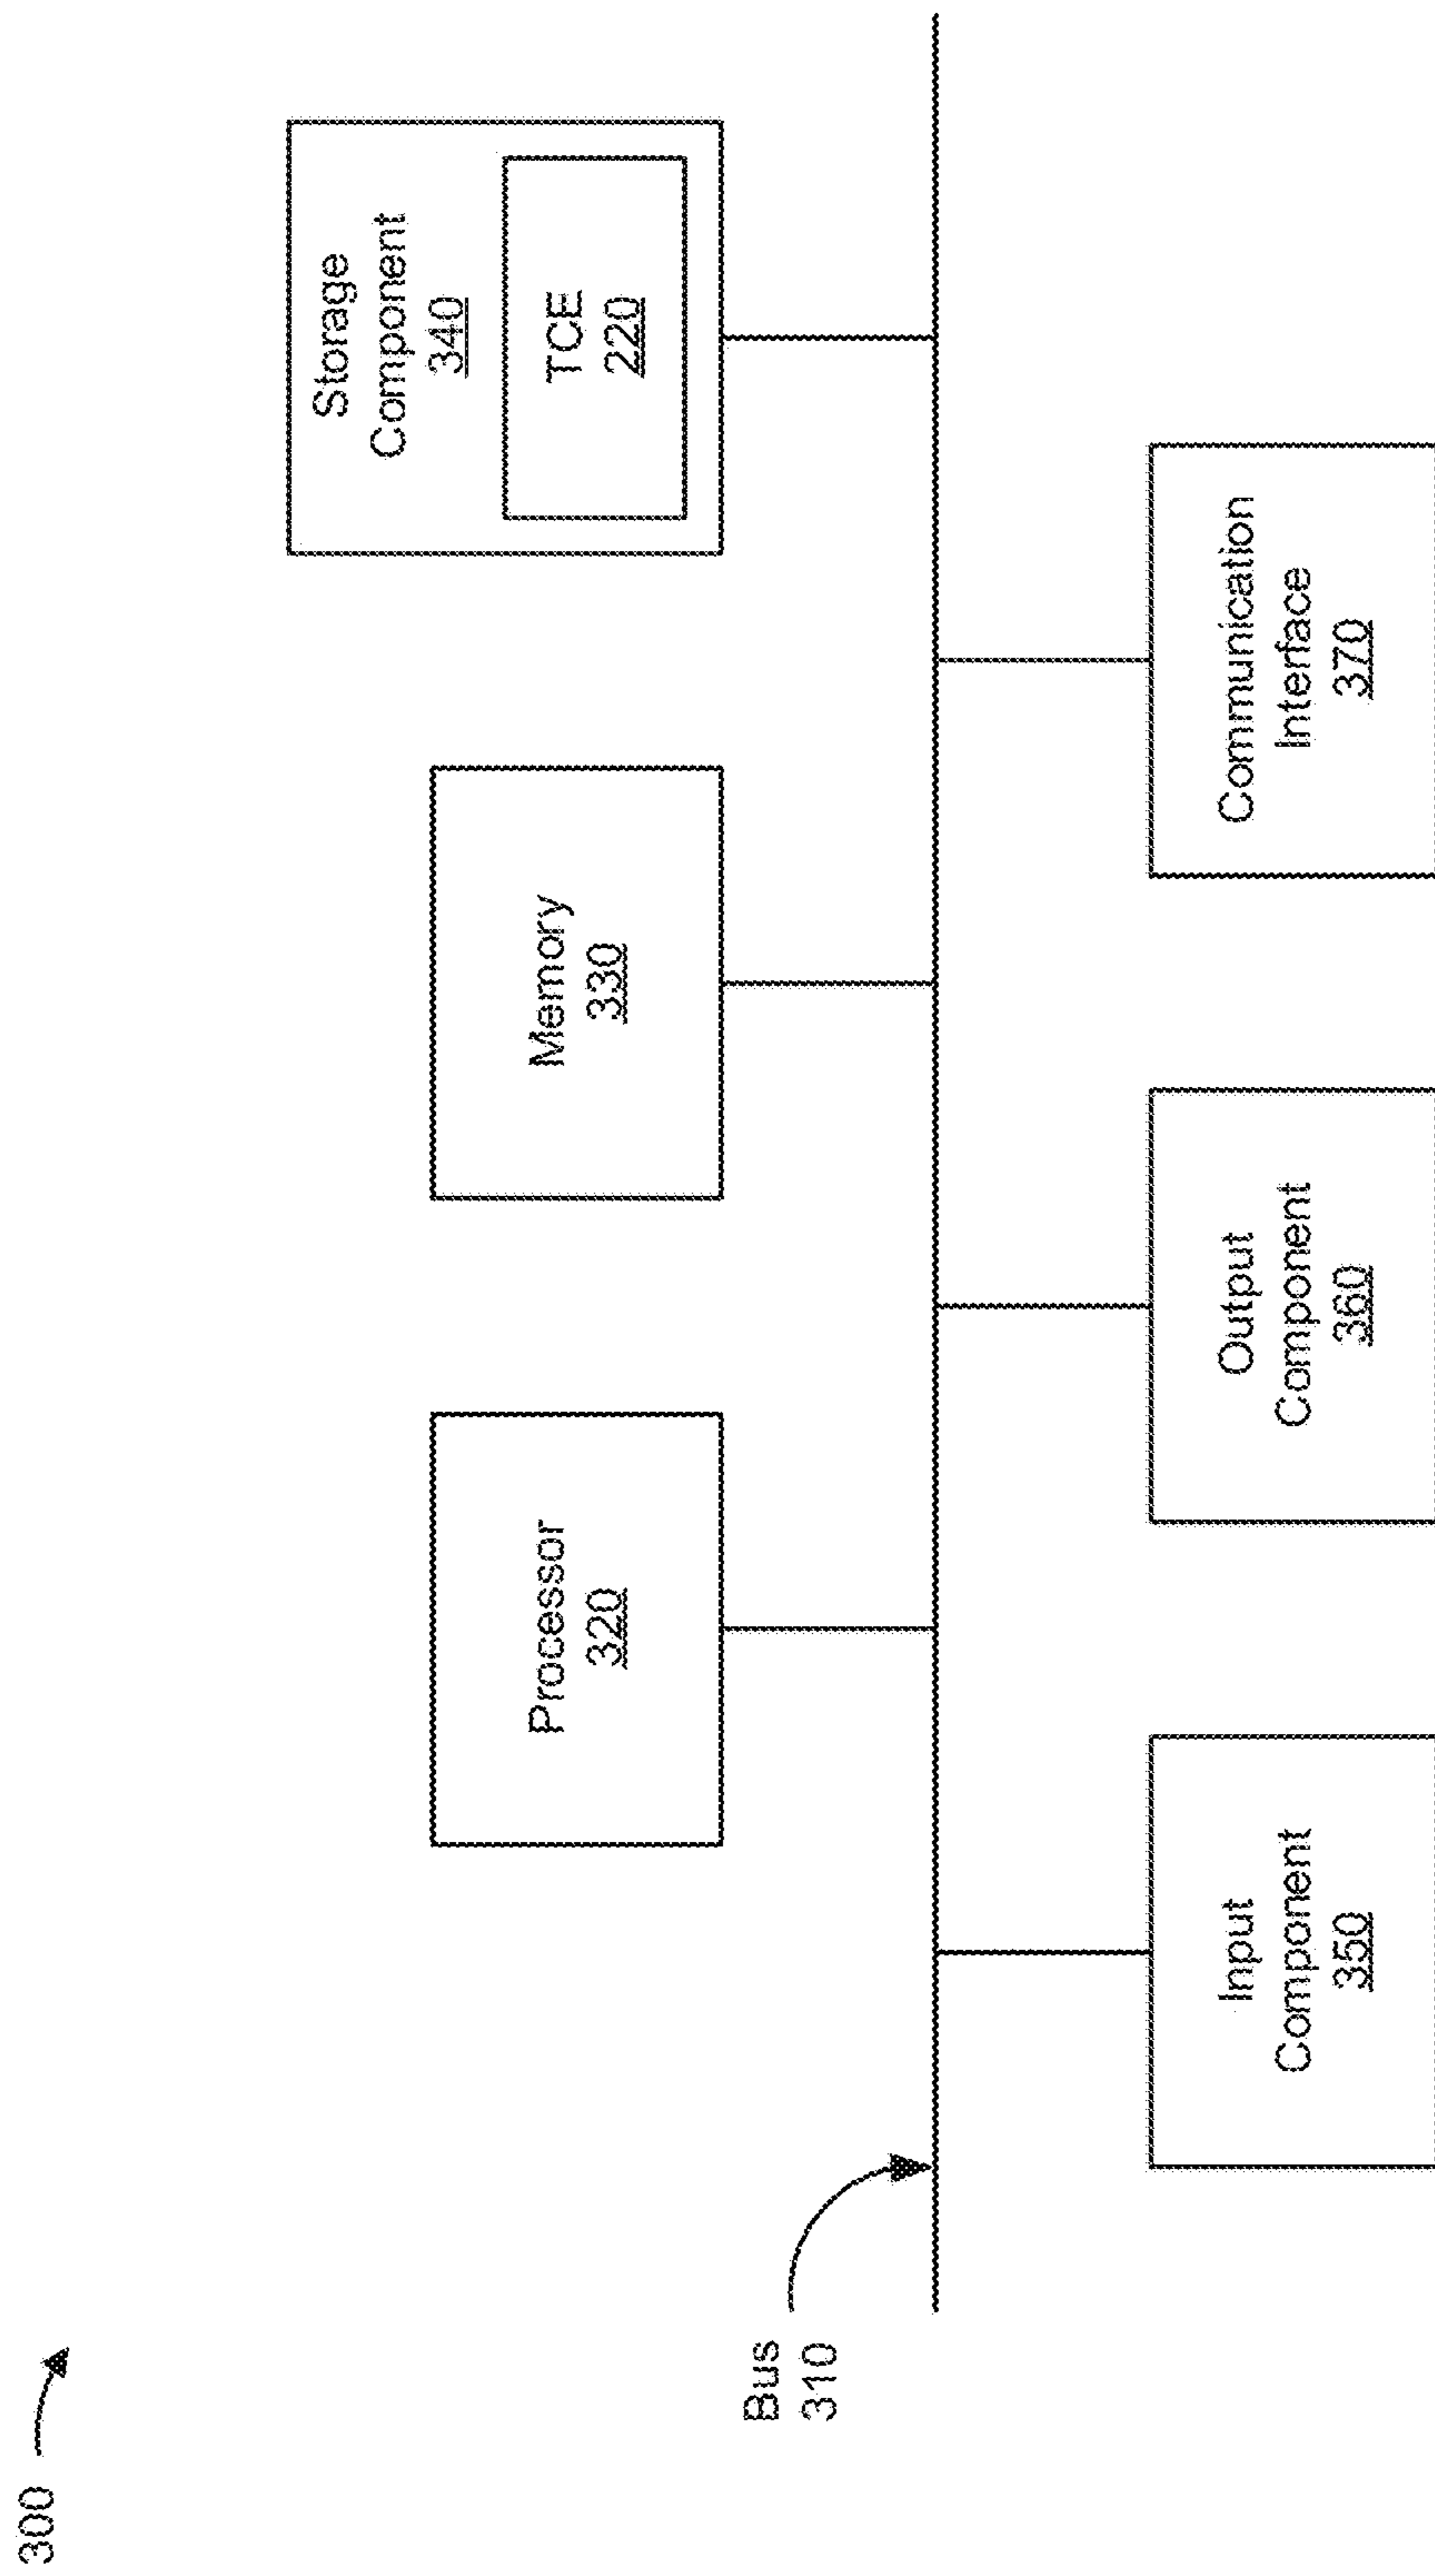 300
Bus
310
Processor
320
Memory
330
Storage
Component
340
TCE
220
Input
Component
350
Output
Component
360
Communication
Interface
370